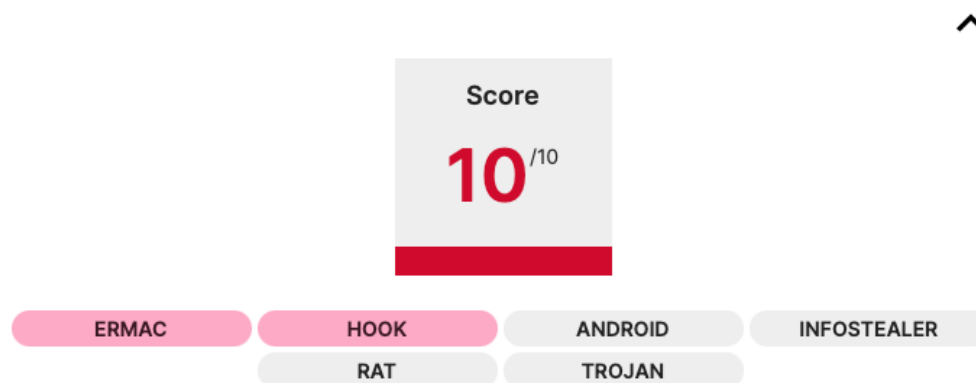 Score
10/10
ERMAC HOOK ANDROID INFOSTEALER
RAT TROJAN